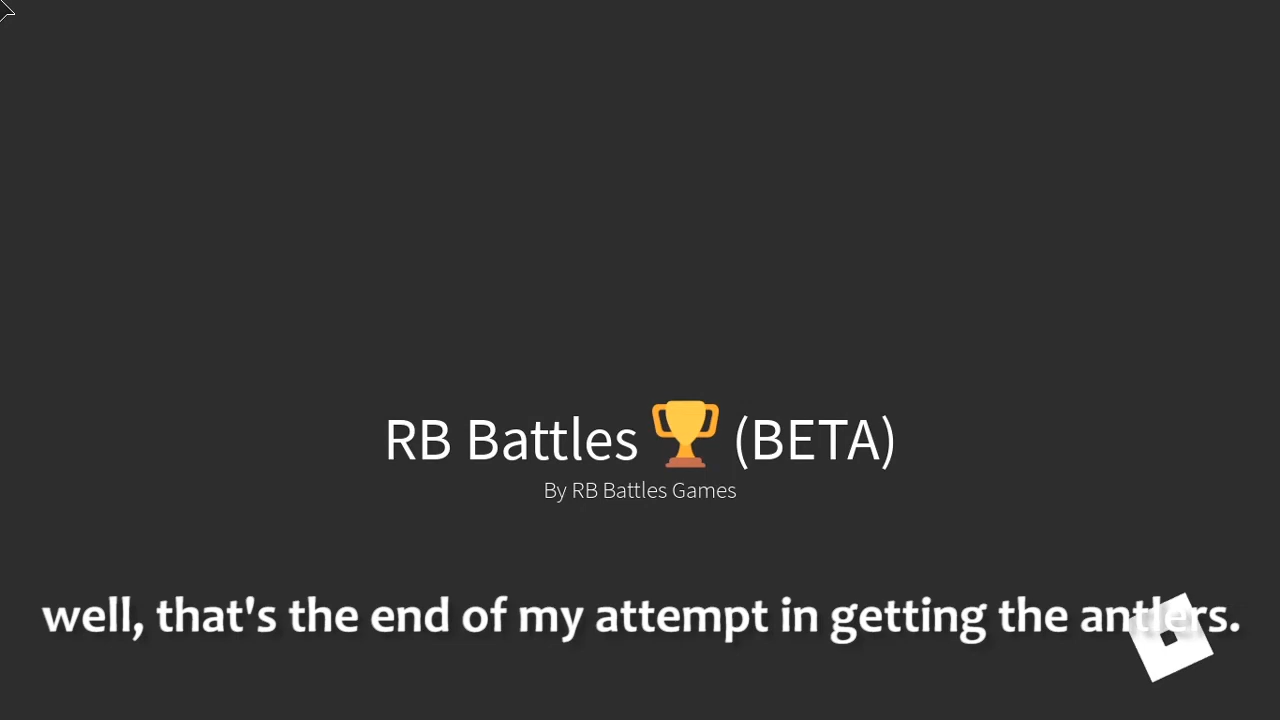 RB Battles 🏆 (BETA)
By RB Battles Games
well, that's the end of my attempt in getting the antlers.